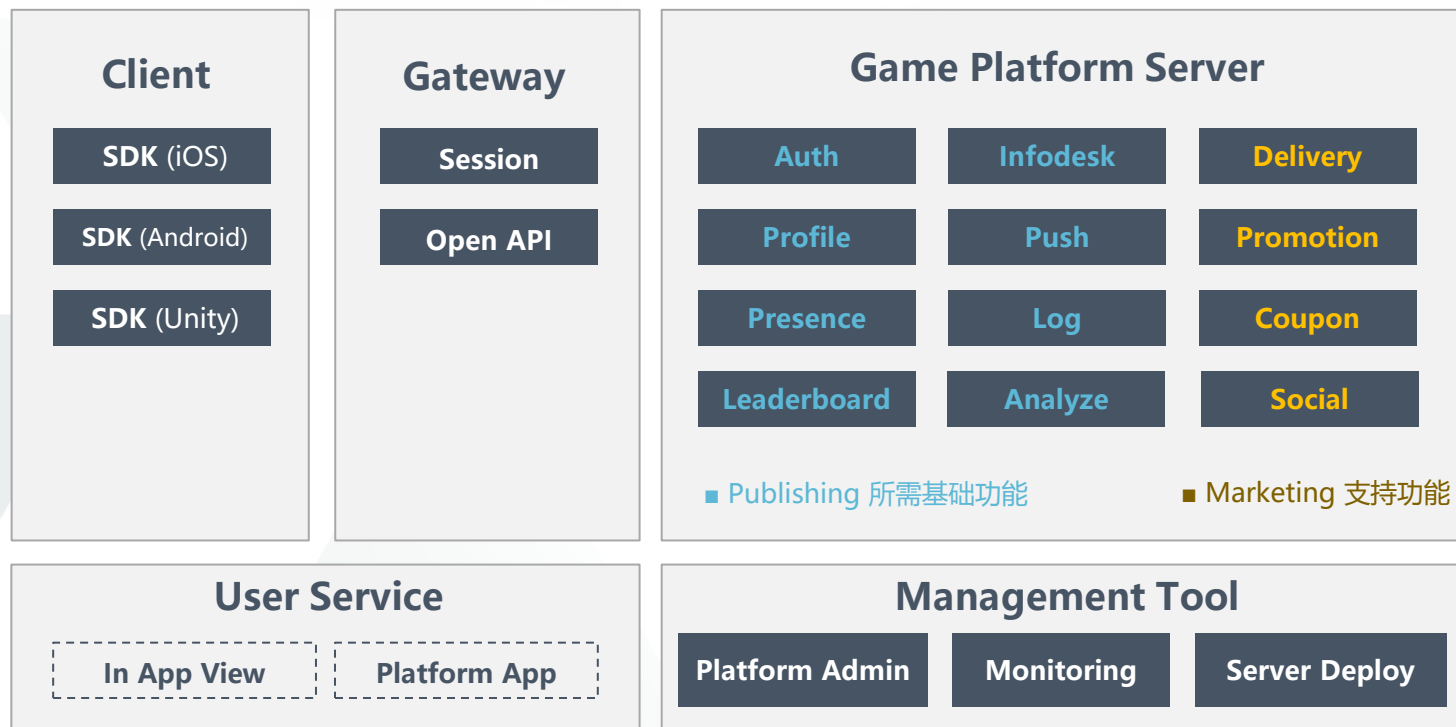 Client
SDK (iOS)
SDK (Android)
SDK (Unity)
Gateway
Session
Open API
Game Platform Server
Auth
Infodesk
Delivery
Profile
Push
Promotion
Presence
Log
Coupon
Leaderboard
Analyze
Social
■ Publishing 所需基础功能
■ Marketing 支持功能
User Service
In App View
Platform App
Management Tool
Platform Admin
Monitoring
Server Deploy